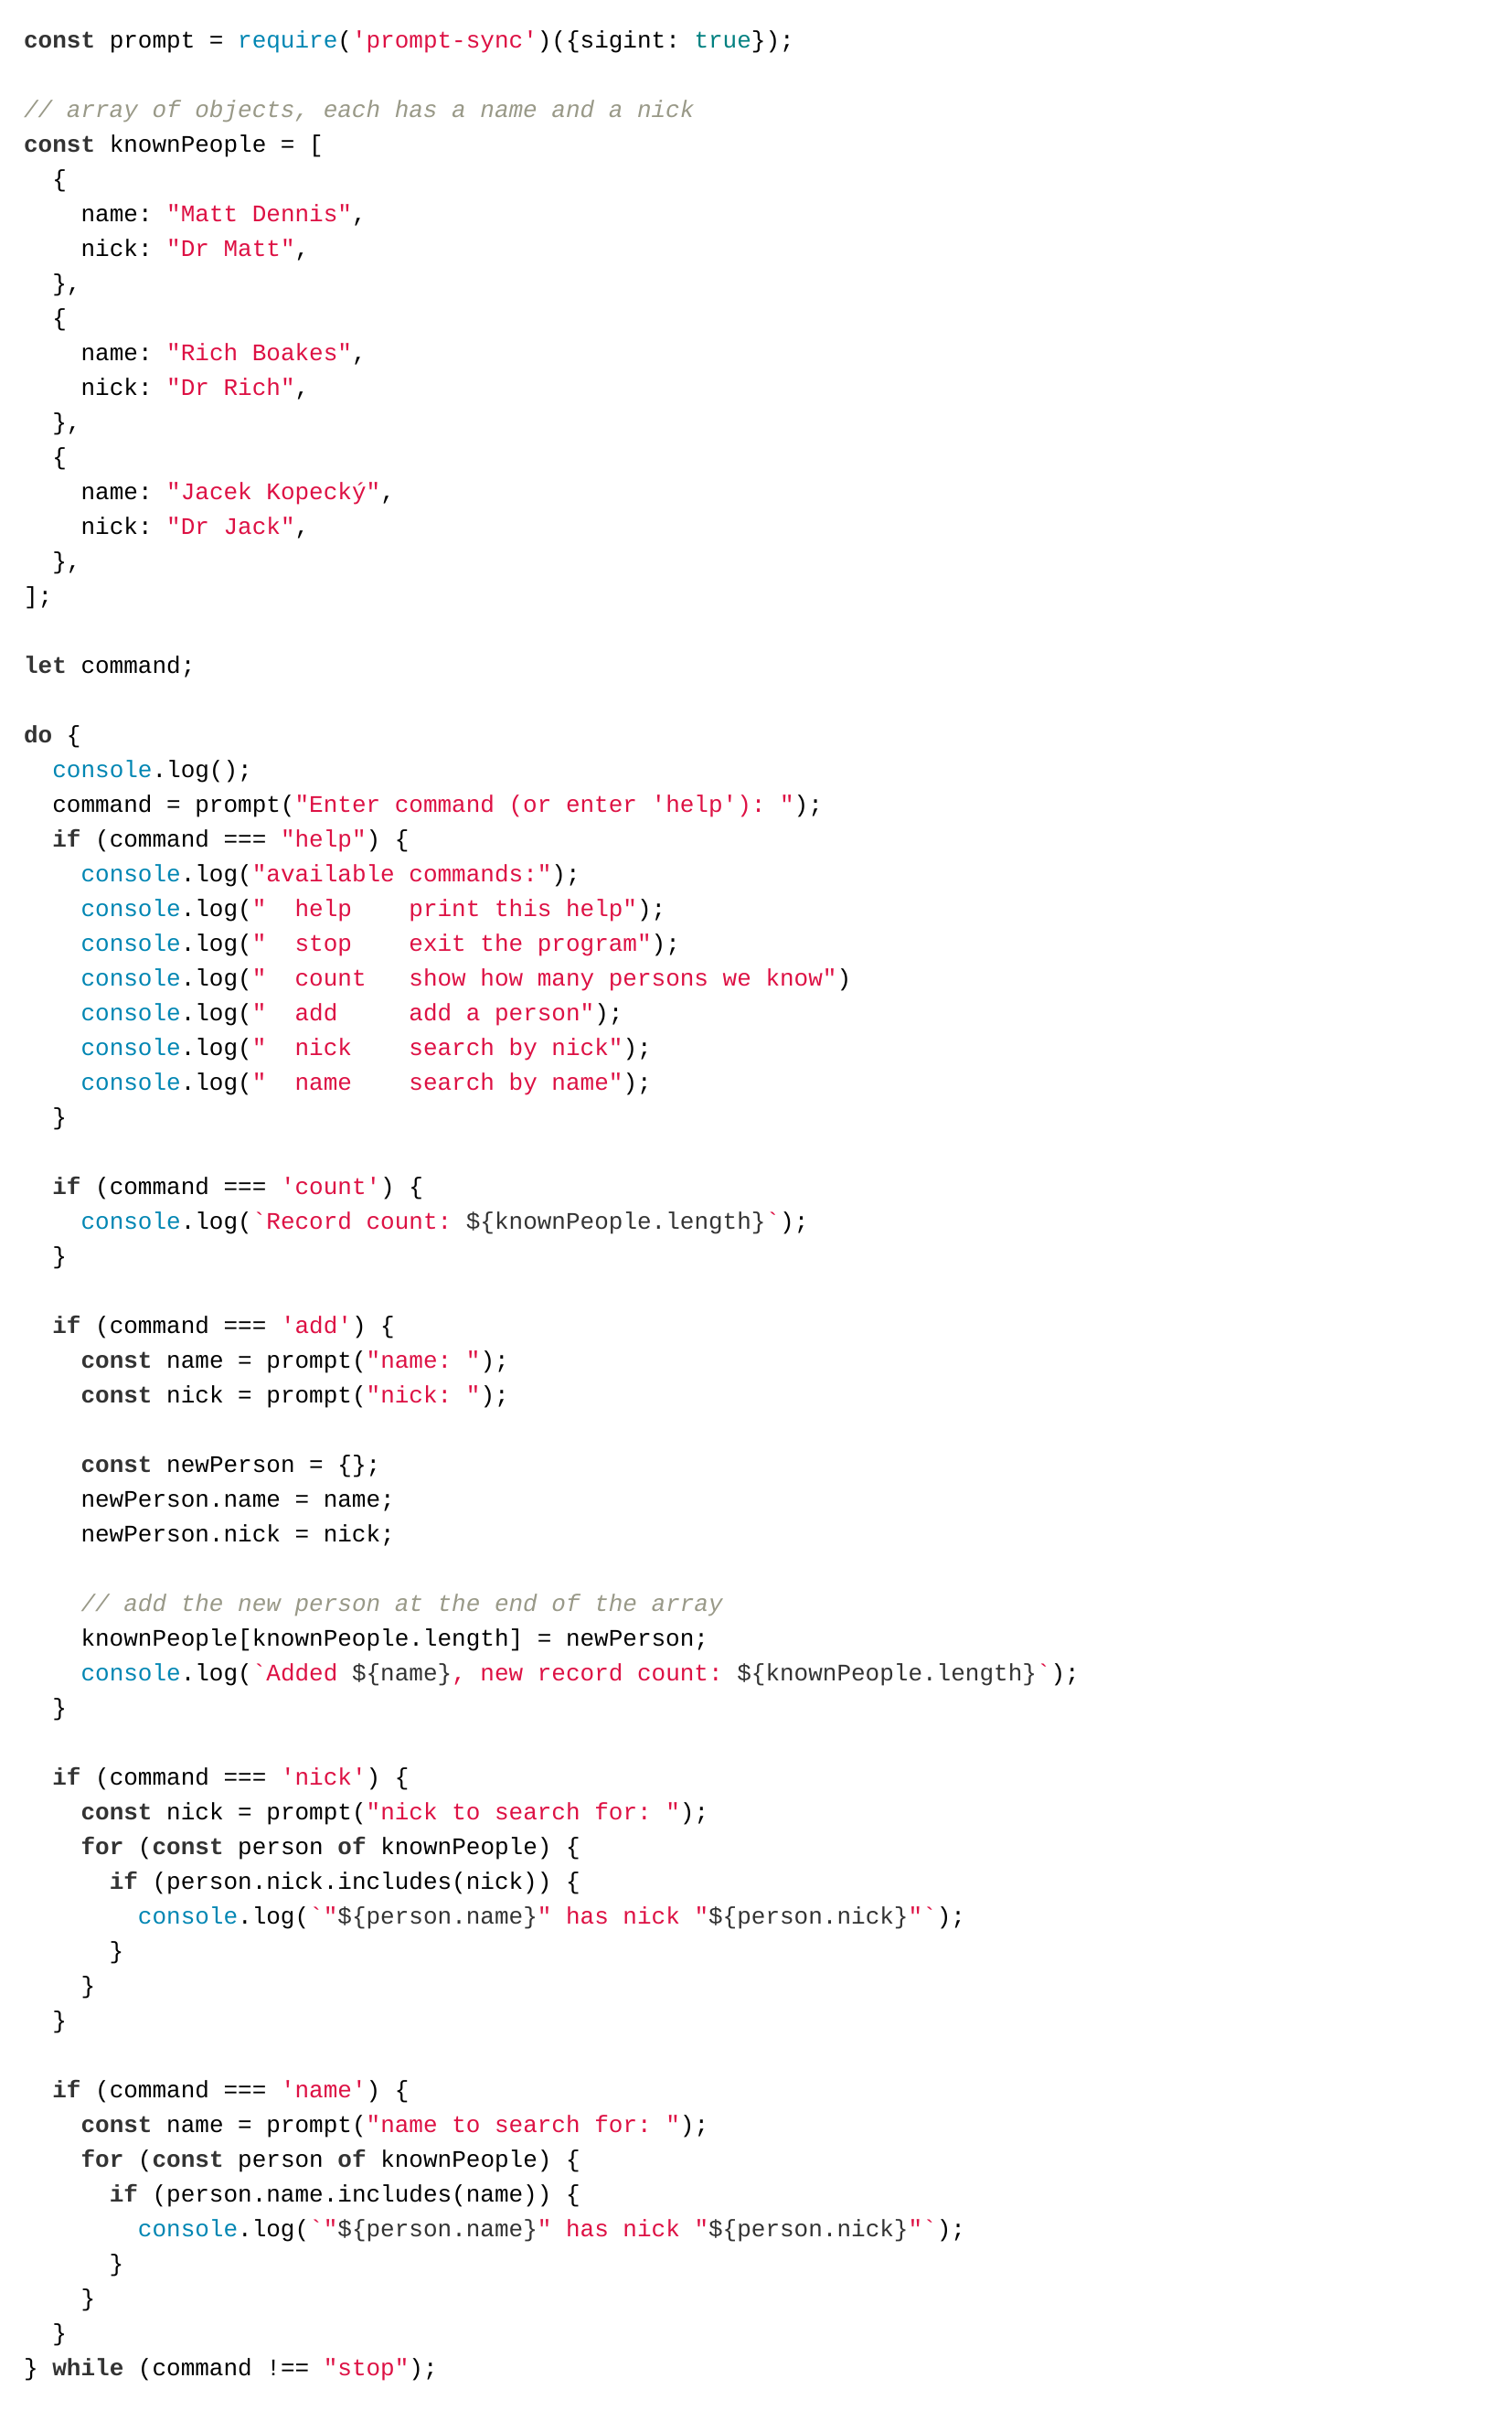 const prompt = require('prompt-sync')({sigint: true});

// array of objects, each has a name and a nick
const knownPeople = [
  {
    name: "Matt Dennis",
    nick: "Dr Matt",
  },
  {
    name: "Rich Boakes",
    nick: "Dr Rich",
  },
  {
    name: "Jacek Kopecký",
    nick: "Dr Jack",
  },
];

let command;

do {
  console.log();
  command = prompt("Enter command (or enter 'help'): ");
  if (command === "help") {
    console.log("available commands:");
    console.log("  help    print this help");
    console.log("  stop    exit the program");
    console.log("  count   show how many persons we know")
    console.log("  add     add a person");
    console.log("  nick    search by nick");
    console.log("  name    search by name");
  }

  if (command === 'count') {
    console.log(`Record count: ${knownPeople.length}`);
  }

  if (command === 'add') {
    const name = prompt("name: ");
    const nick = prompt("nick: ");

    const newPerson = {};
    newPerson.name = name;
    newPerson.nick = nick;

    // add the new person at the end of the array
    knownPeople[knownPeople.length] = newPerson;
    console.log(`Added ${name}, new record count: ${knownPeople.length}`);
  }

  if (command === 'nick') {
    const nick = prompt("nick to search for: ");
    for (const person of knownPeople) {
      if (person.nick.includes(nick)) {
        console.log(`"${person.name}" has nick "${person.nick}"`);
      }
    }
  }

  if (command === 'name') {
    const name = prompt("name to search for: ");
    for (const person of knownPeople) {
      if (person.name.includes(name)) {
        console.log(`"${person.name}" has nick "${person.nick}"`);
      }
    }
  }
} while (command !== "stop");